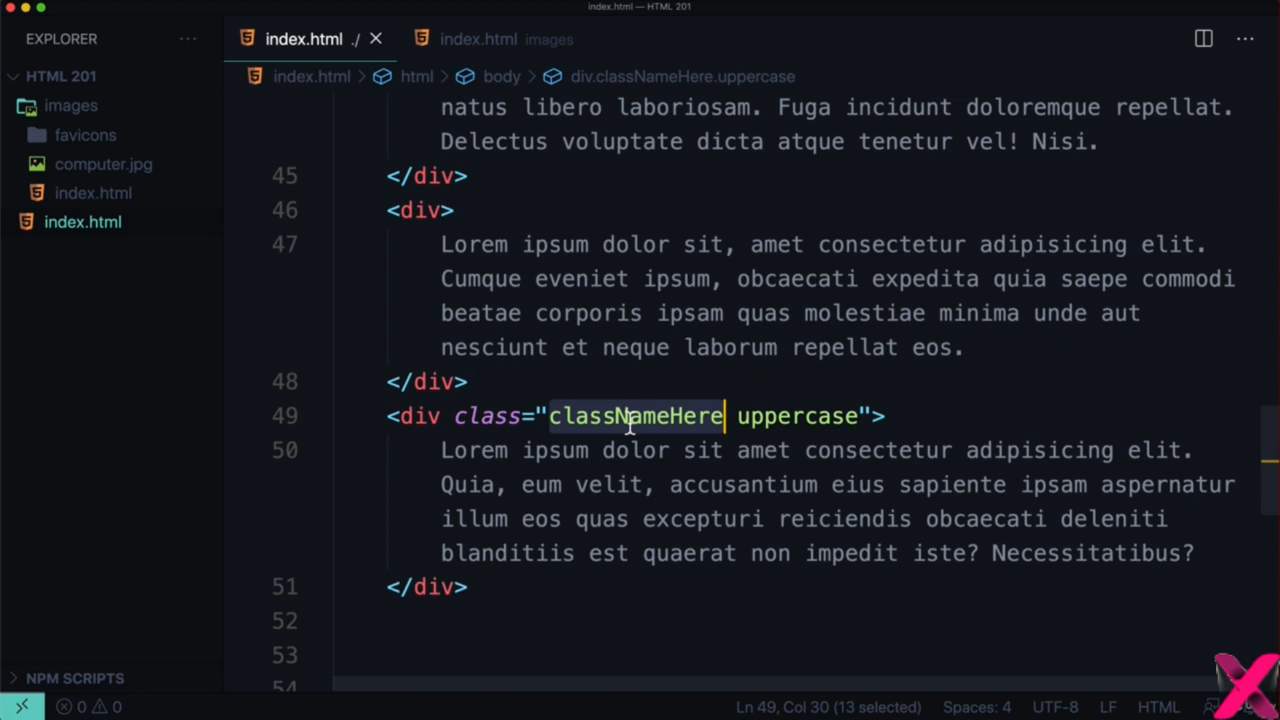 index.html — HTML 201
EXPLORER ···
index.html ./
index.html images
HTML 201
index.html > html > body > div.classNameHere.uppercase
images
favicons
computer.jpg
index.html
index.html
natus libero laboriosam. Fuga incidunt doloremque repellat.
Delectus voluptate dicta atque tenetur vel! Nisi.
45 </div>
46 <div>
47 Lorem ipsum dolor sit, amet consectetur adipisicing elit.
Cumque eveniet ipsum, obcaecati expedita quia saepe commodi
beatae corporis ipsam quas molestiae minima unde aut
nesciunt et neque laborum repellat eos.
48 </div>
49 <div class="classNameHere uppercase">
50 Lorem ipsum dolor sit amet consectetur adipisicing elit.
Quia, eum velit, accusantium eius sapiente ipsam aspernatur
illum eos quas excepturi reiciendis obcaecati deleniti
blanditiis est quaerat non impedit iste? Necessitatibus?
51 </div>
52
53
54
NPM SCRIPTS
0 0 Ln 49, Col 30 (13 selected) Spaces: 4 UTF-8 LF HTML
X